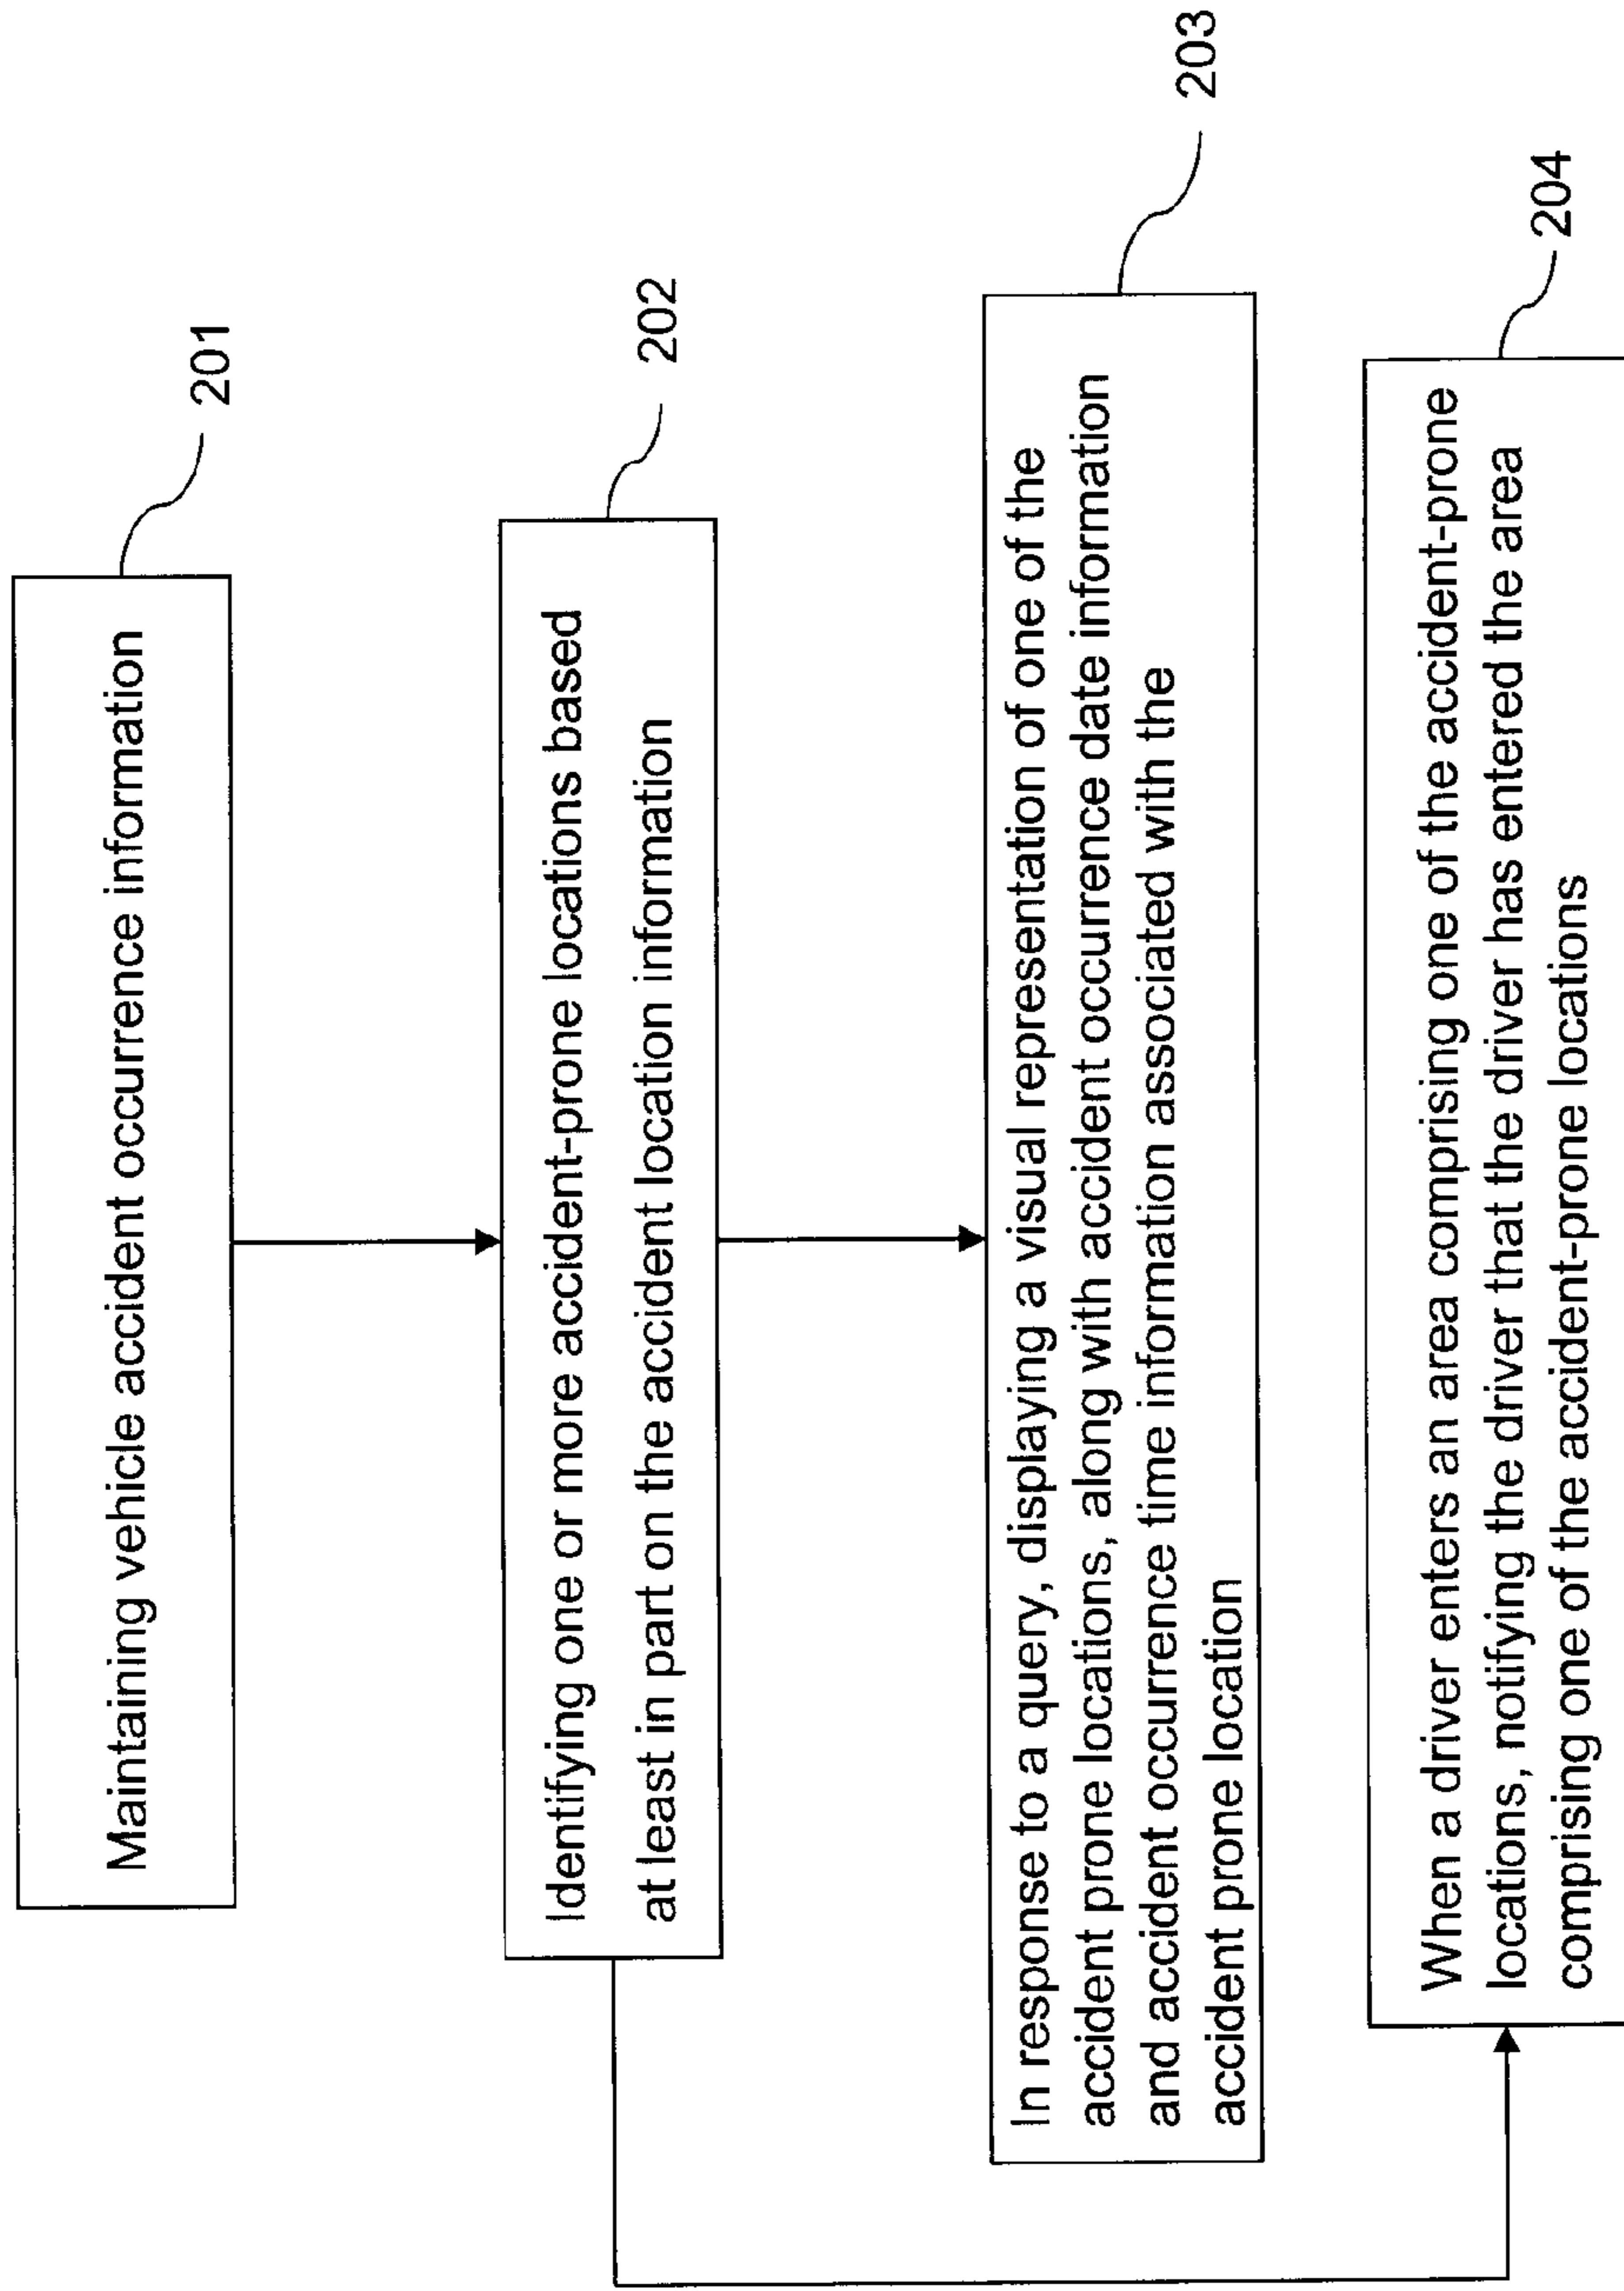 Maintaining vehicle accident occurrence information
201
Identifying one or more accident-prone locations based
at least in part on the accident location information
202
In response to a query, displaying a visual representation of one of the
accident prone locations, along with accident occurrence date information
and accident occurrence time information associated with the
accident prone location
203
When a driver enters an area comprising one of the accident-prone
locations, notifying the driver that the driver has entered the area
comprising one of the accident-prone locations
204